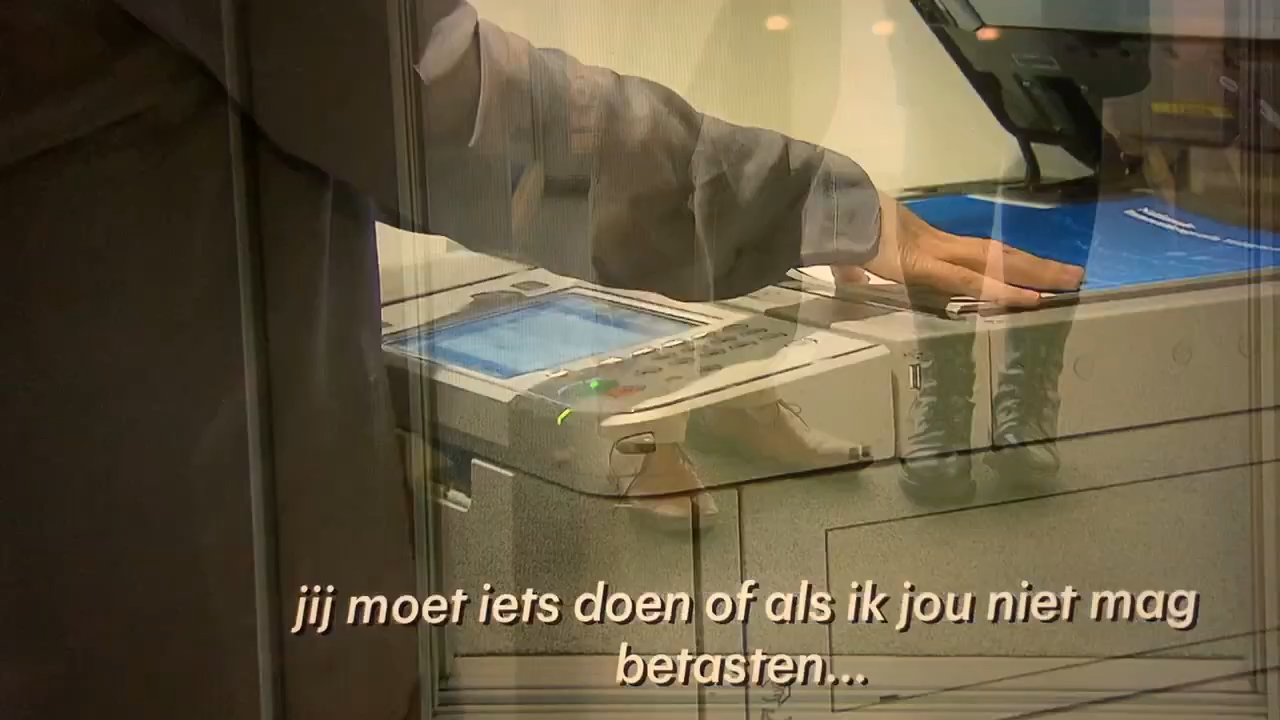 jij moet iets doen of als ik jou niet mag
betasten...